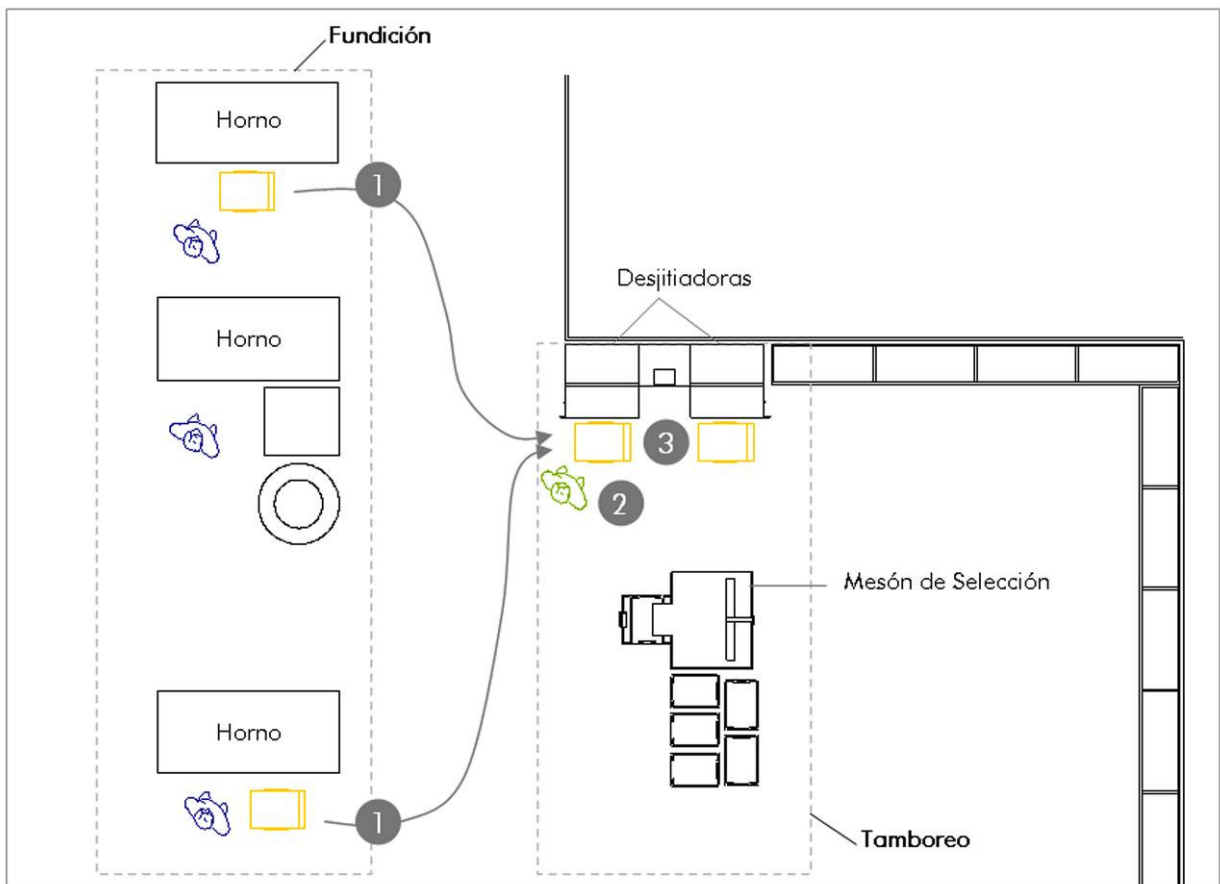 Fundición
Horno
1
Horno
Desjitiadoras
3
2
Mesón de Selección
Horno
1
Tamboreo